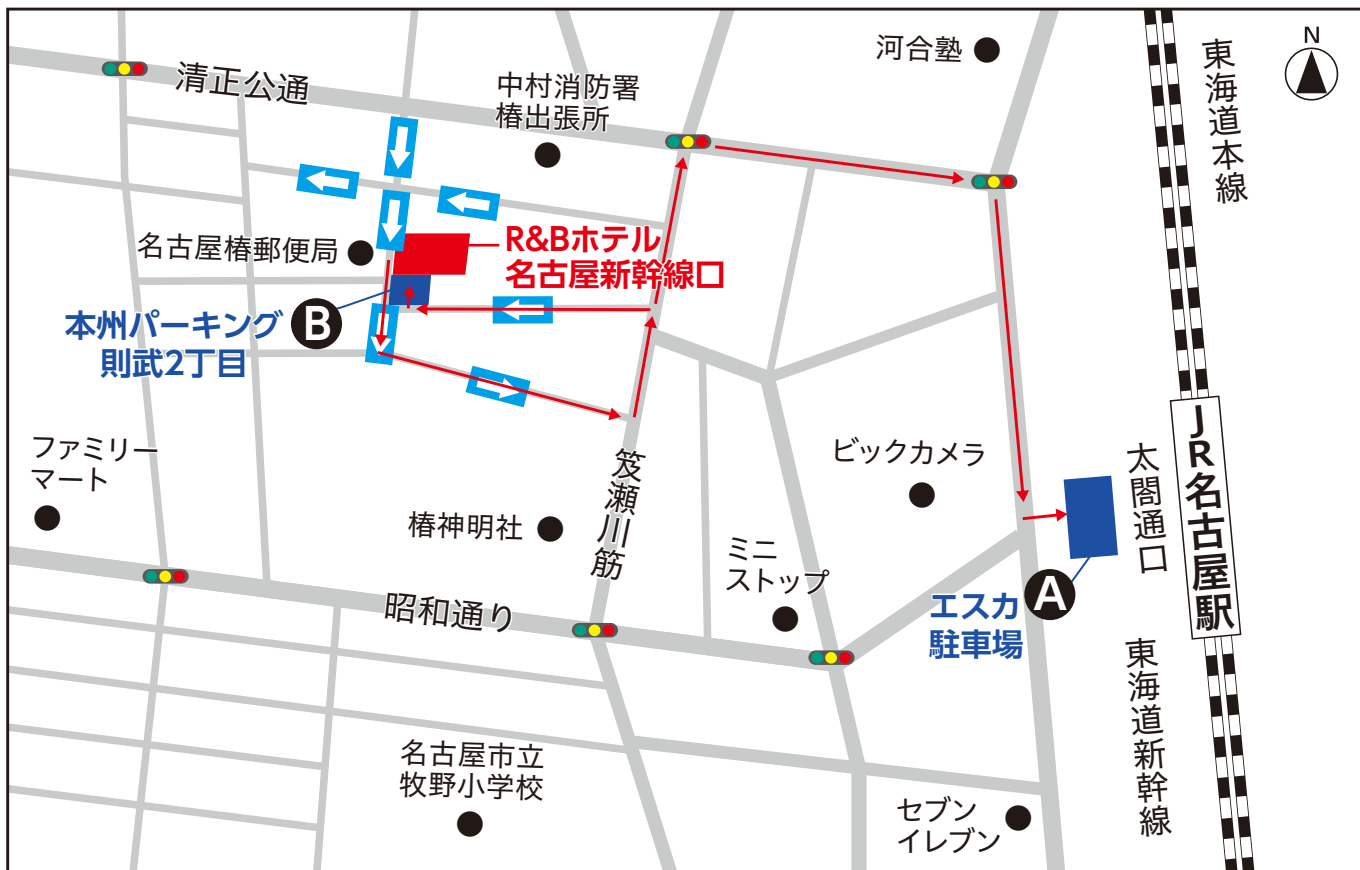 清正公通
中村消防署
椿出張所
河合塾
N
東海道本線
名古屋椿郵便局
R&Bホテル
名古屋新幹線口
本州パーキング
則武2丁目
B
ファミリー
マート
椿神明社
笈瀬川筋
ビックカメラ
ミニ
ストップ
太閤通口
JR名古屋駅
A
エスカ
駐車場
昭和通り
東海道新幹線
名古屋市立
牧野小学校
セブン
イレブン